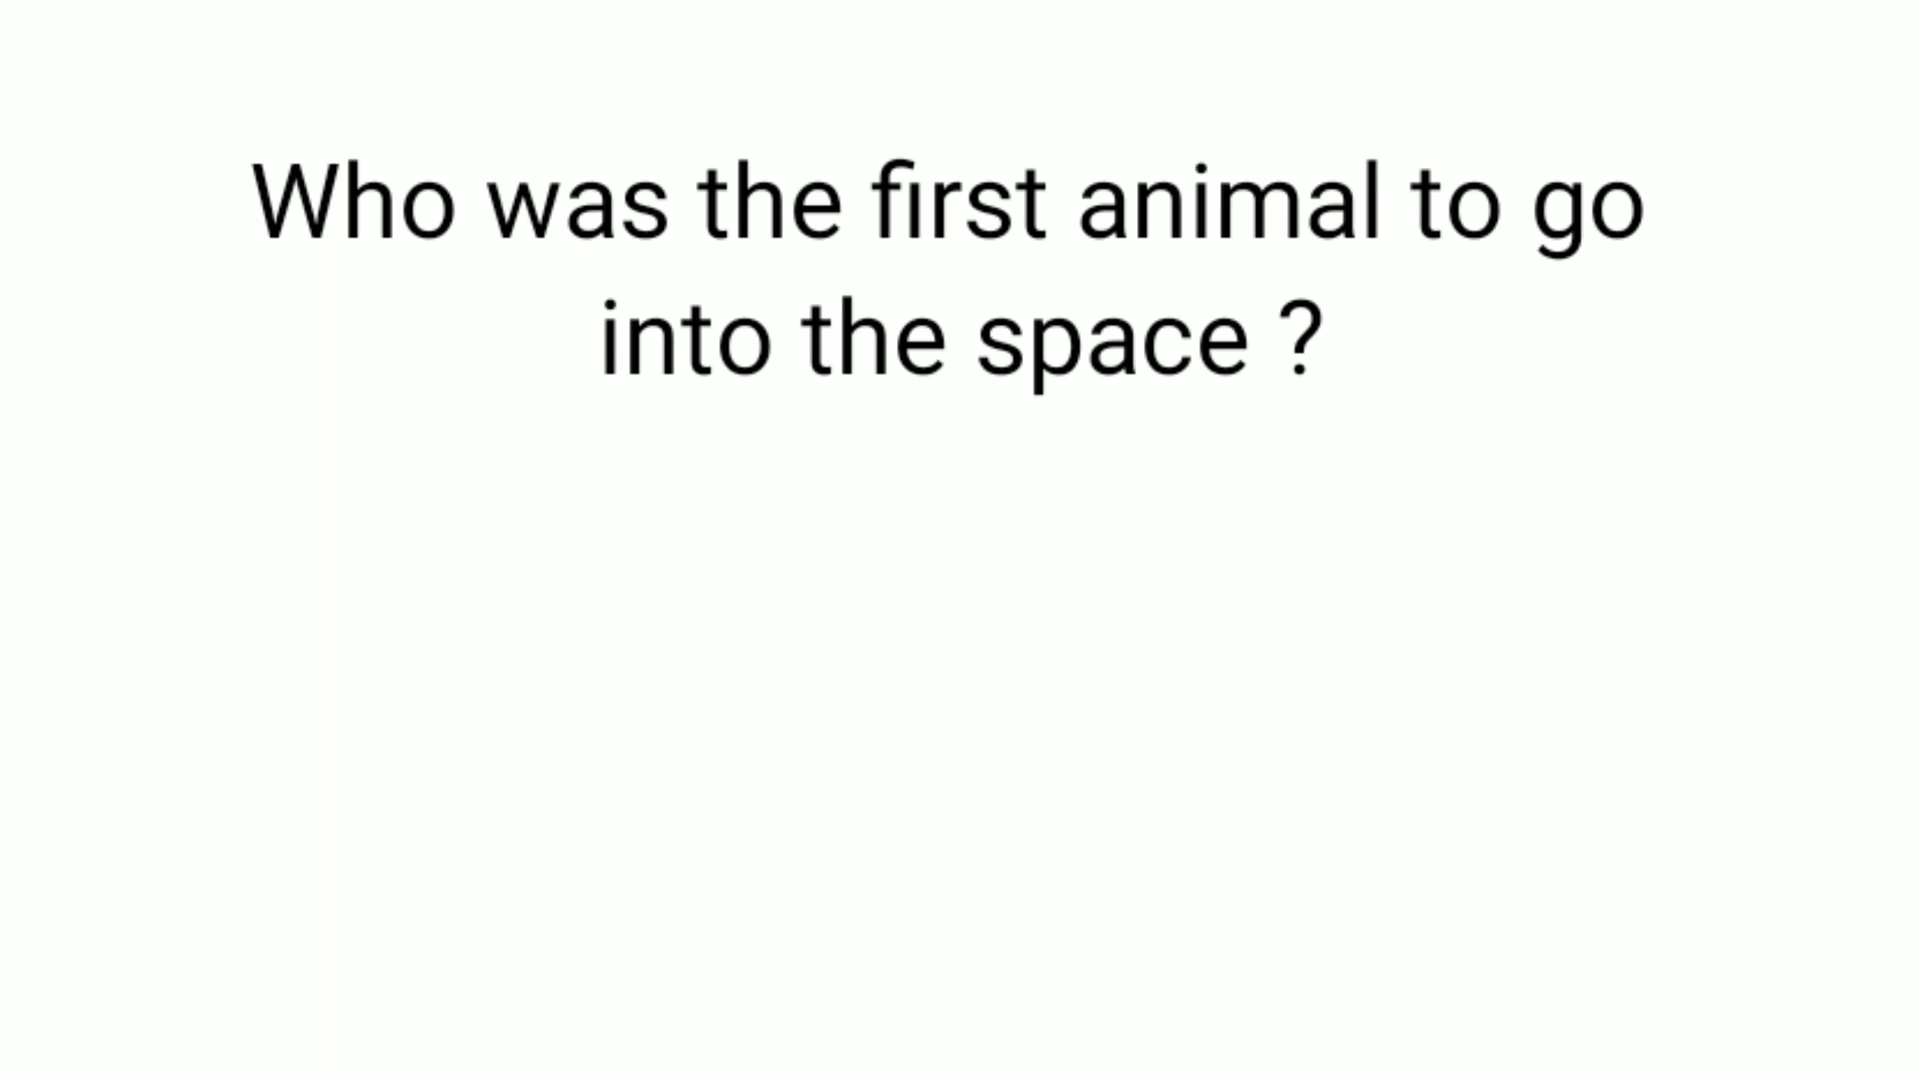 Who was the first animal to go
into the space ?